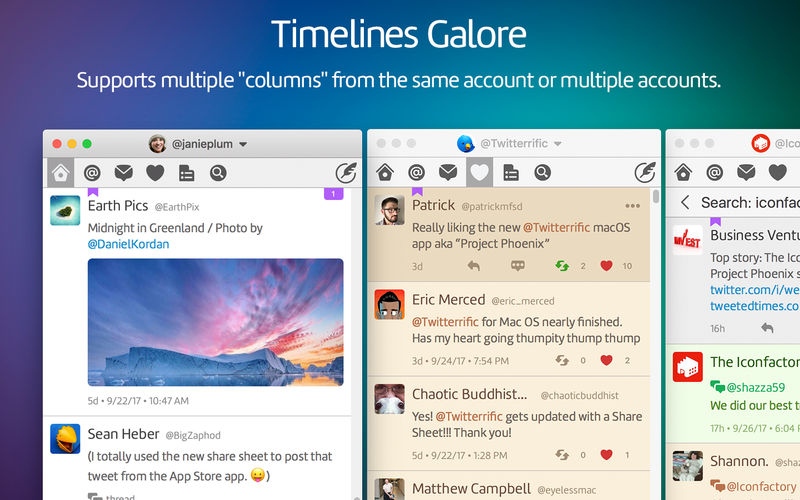 Timelines Galore
Supports multiple "columns" from the same account or multiple accounts.
@janieplum
1
Earth Pics @EarthPix
Midnight in Greenland / Photo by
@DanielKordan
5d • 9/22/17 • 10:47 AM
Sean Heber @BigZaphod
(I totally used the new share sheet to post that
tweet from the App Store app. 😛)
thread
@Twitterrific
Patrick @patrickmfsd
Really liking the new @Twitterrific macOS
app aka “Project Phoenix”
3d 2 10
Eric Merced @eric_merced
@Twitterrific for Mac OS nearly finished.
Has my heart going thumpity thump thump
3d • 9/24/17 • 7:54 PM 0 2
Chaotic Buddhist... @chaoticbuddhist
Yes! @Twitterrific gets updated with a Share
Sheet!!! Thank you!
5d • 9/22/17 • 1:28 PM 0 1
Matthew Campbell @eyelessmac
@Icon
Search: iconfac
INVEST
Business Ventu
Top story: The Ico
Project Phoenix s
twitter.com/i/we
tweetedtimes.co
16h
The Iconfactory
@shazza59
We did our best t
17h • 9/26/17 • 6:04
Shannon. @shaz
@Iconfactory